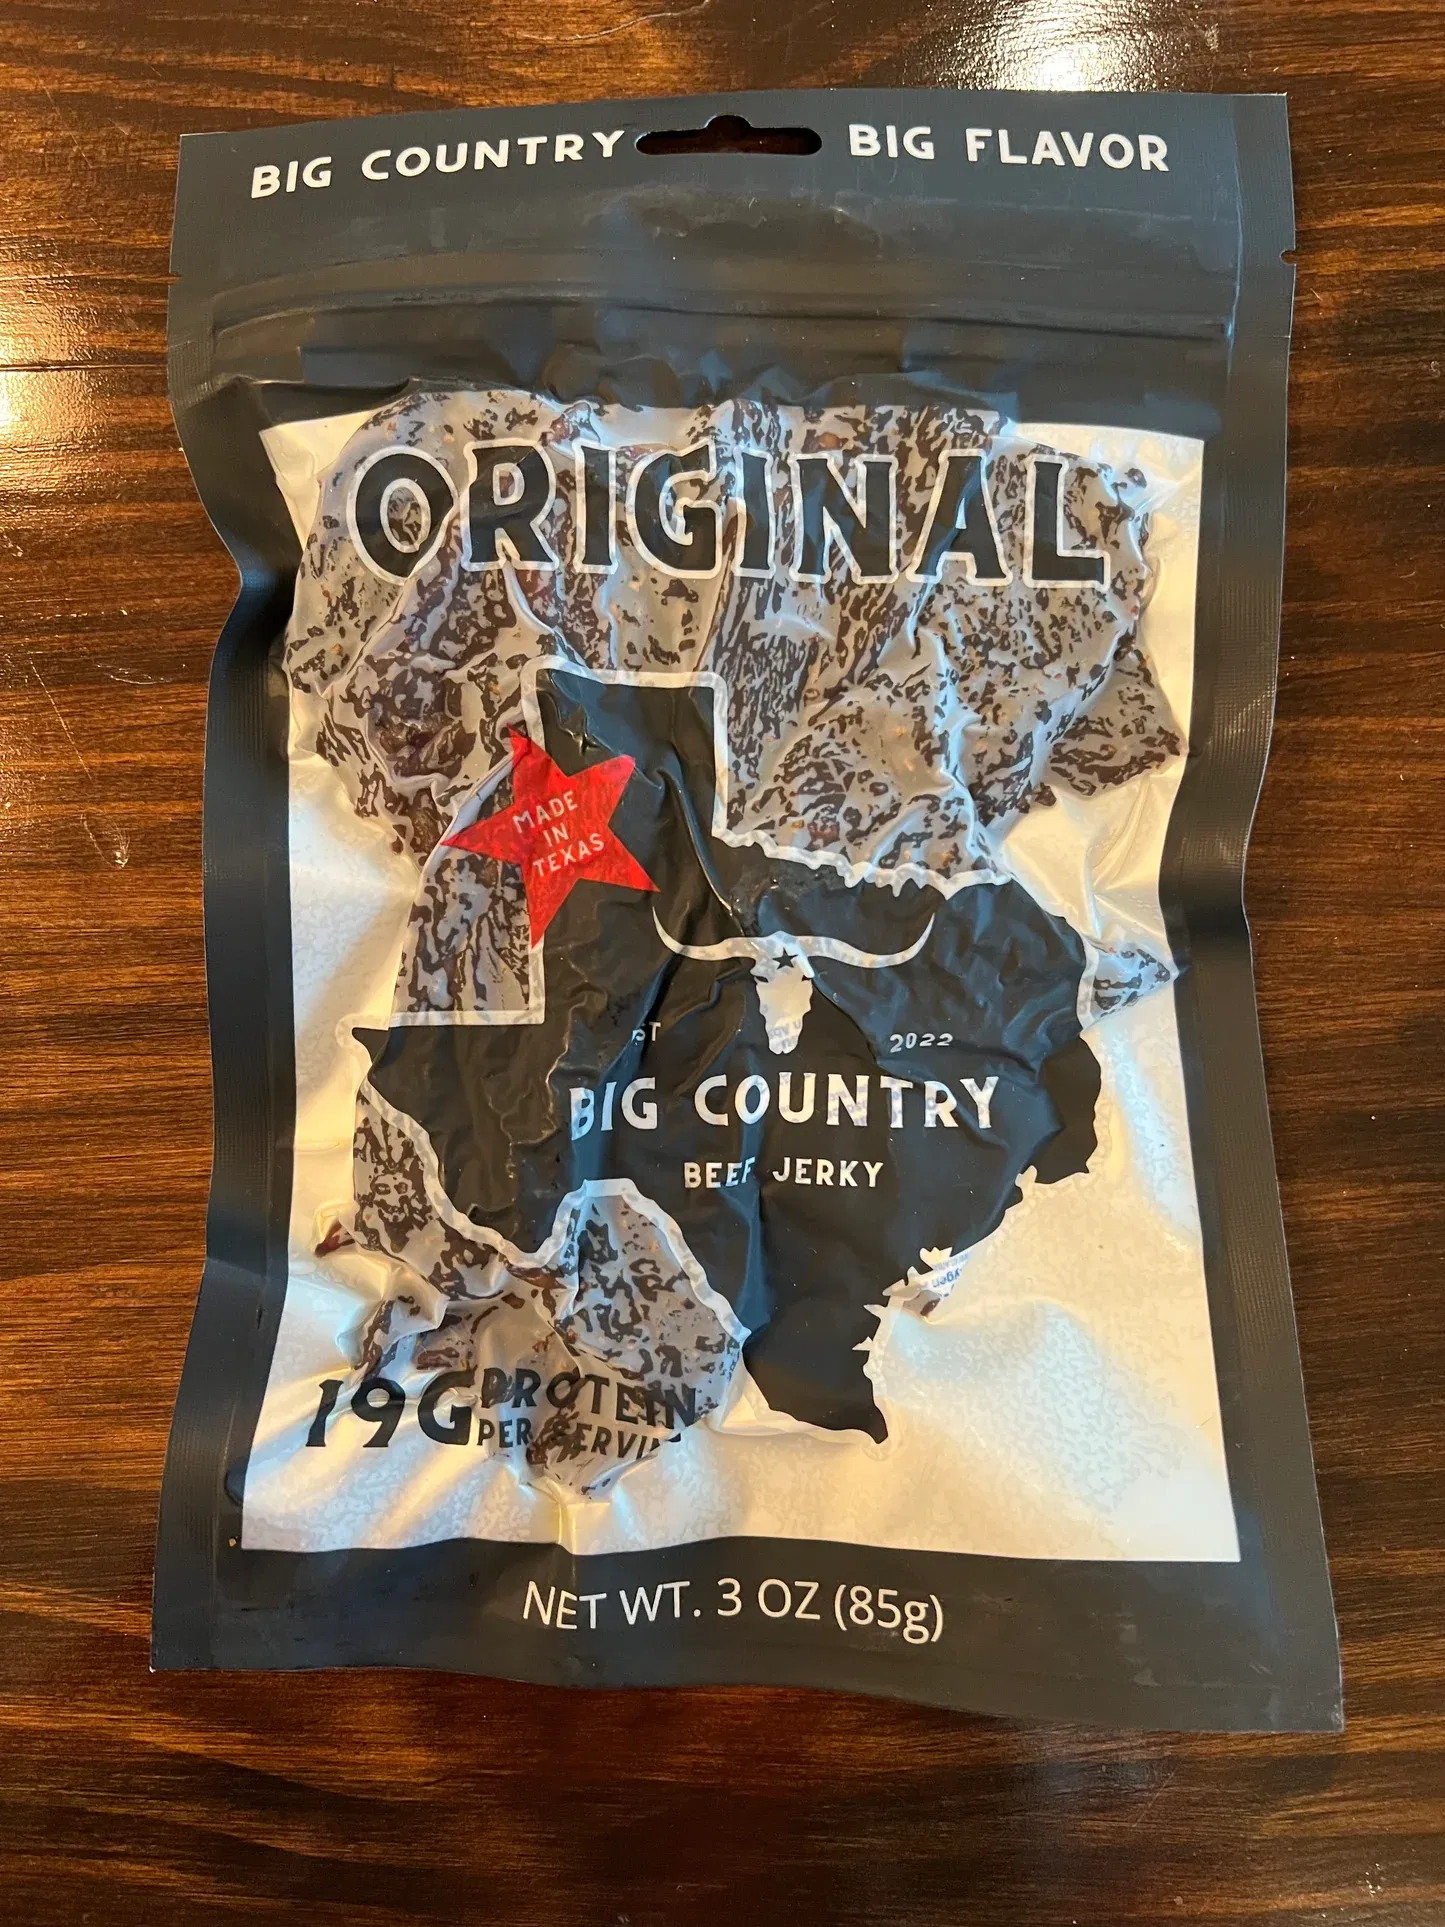 BIG COUNTRY BIG FLAVOR
ORIGINAL
MADE
IN
TEXAS
2022
BIG COUNTRY
BEEF JERKY
19G PROTEIN
PER
NET WT. 3 OZ (85g)